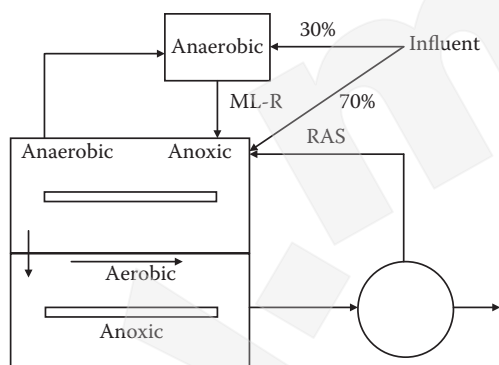 30%
Anaerobic
Influent
ML-R
70%
Anaerobic
Anoxic
RAS
Aerobic
Anoxic